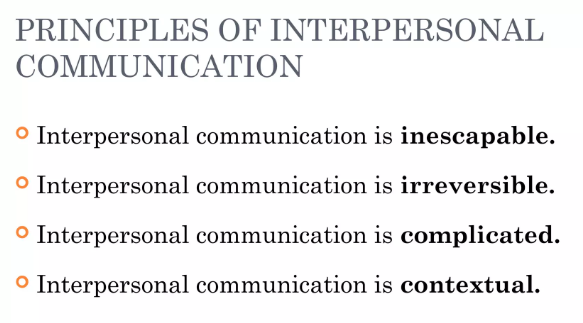 PRINCIPLES OF INTERPERSONAL
COMMUNICATION
Interpersonal communication is inescapable.
Interpersonal communication is irreversible.
Interpersonal communication is complicated.
Interpersonal communication is contextual.